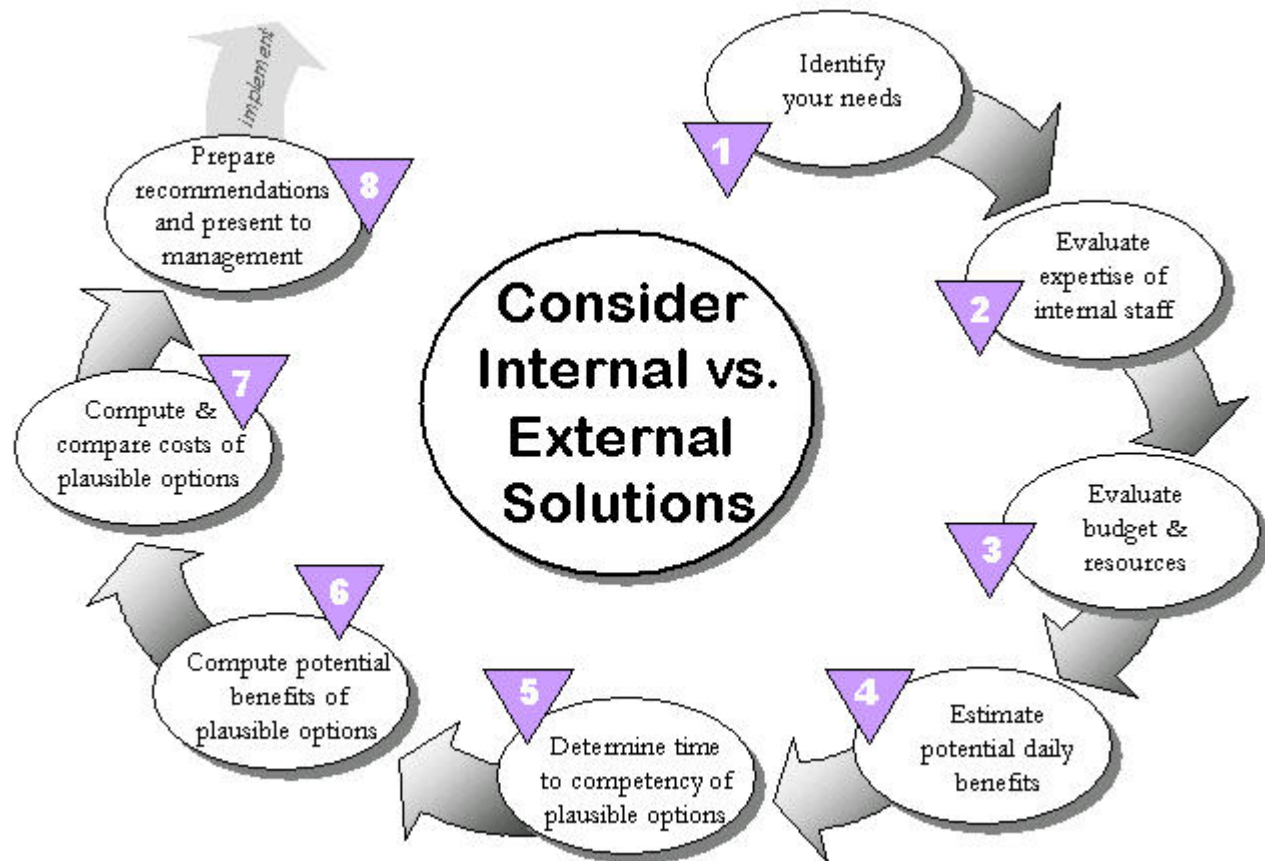 implement
1
Identify
your needs
2
Evaluate
expertise of
internal staff
3
Evaluate
budget &
resources
4
Estimate
potential daily
benefits
5
Determine time
to competency of
plausible options
6
Compute potential
benefits of
plausible options
7
Compute &
compare costs of
plausible options
8
Prepare
recommendations
and present to
management
Consider
Internal vs.
External
Solutions